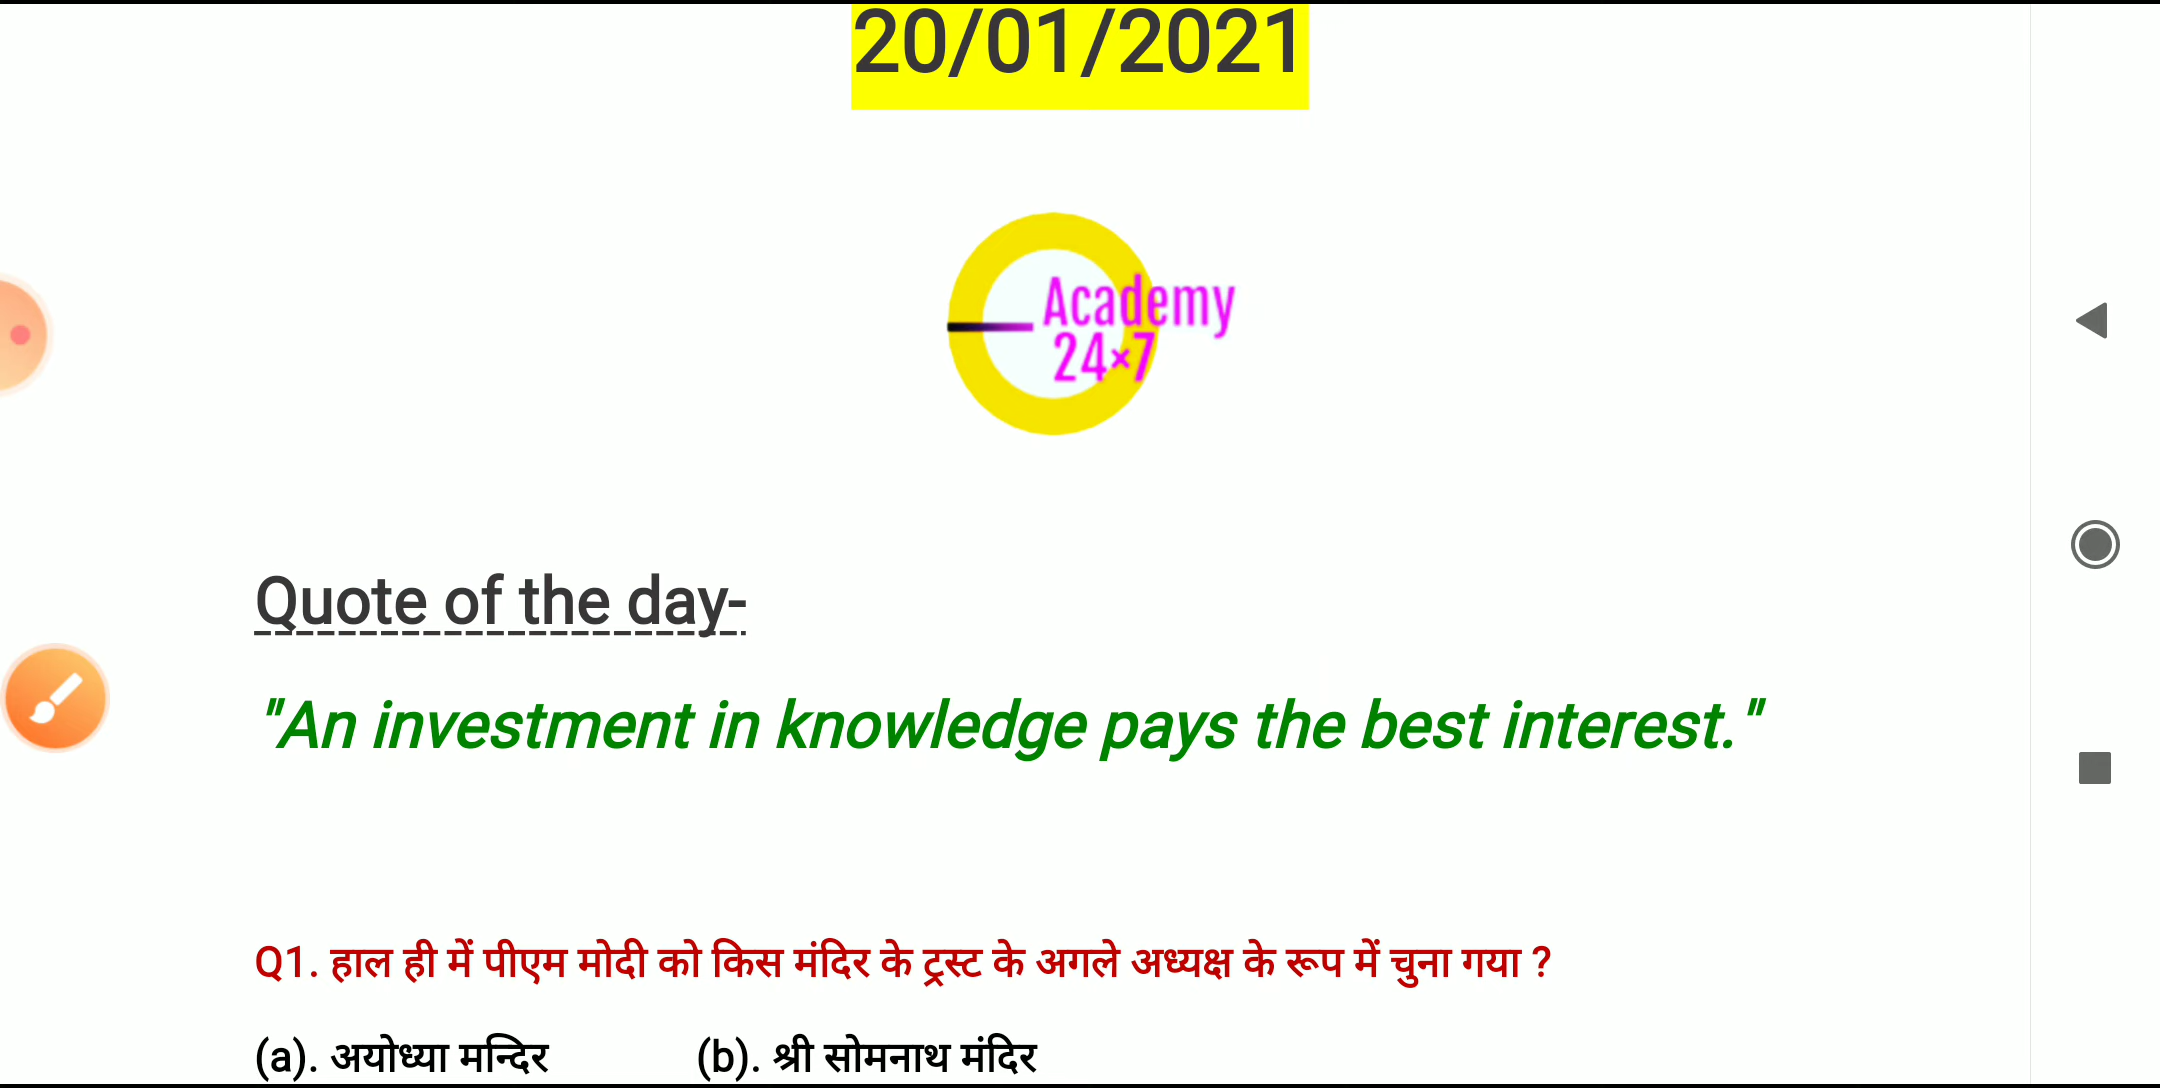 20/01/2021
Academy
24×7
Quote of the day-
"An investment in knowledge pays the best interest."
Q1. हाल ही में पीएम मोदी को किस मंदिर के ट्रस्ट के अगले अध्यक्ष के रूप में चुना गया ?
(a). अयोध्या मन्दिर (b). श्री सोमनाथ मंदिर